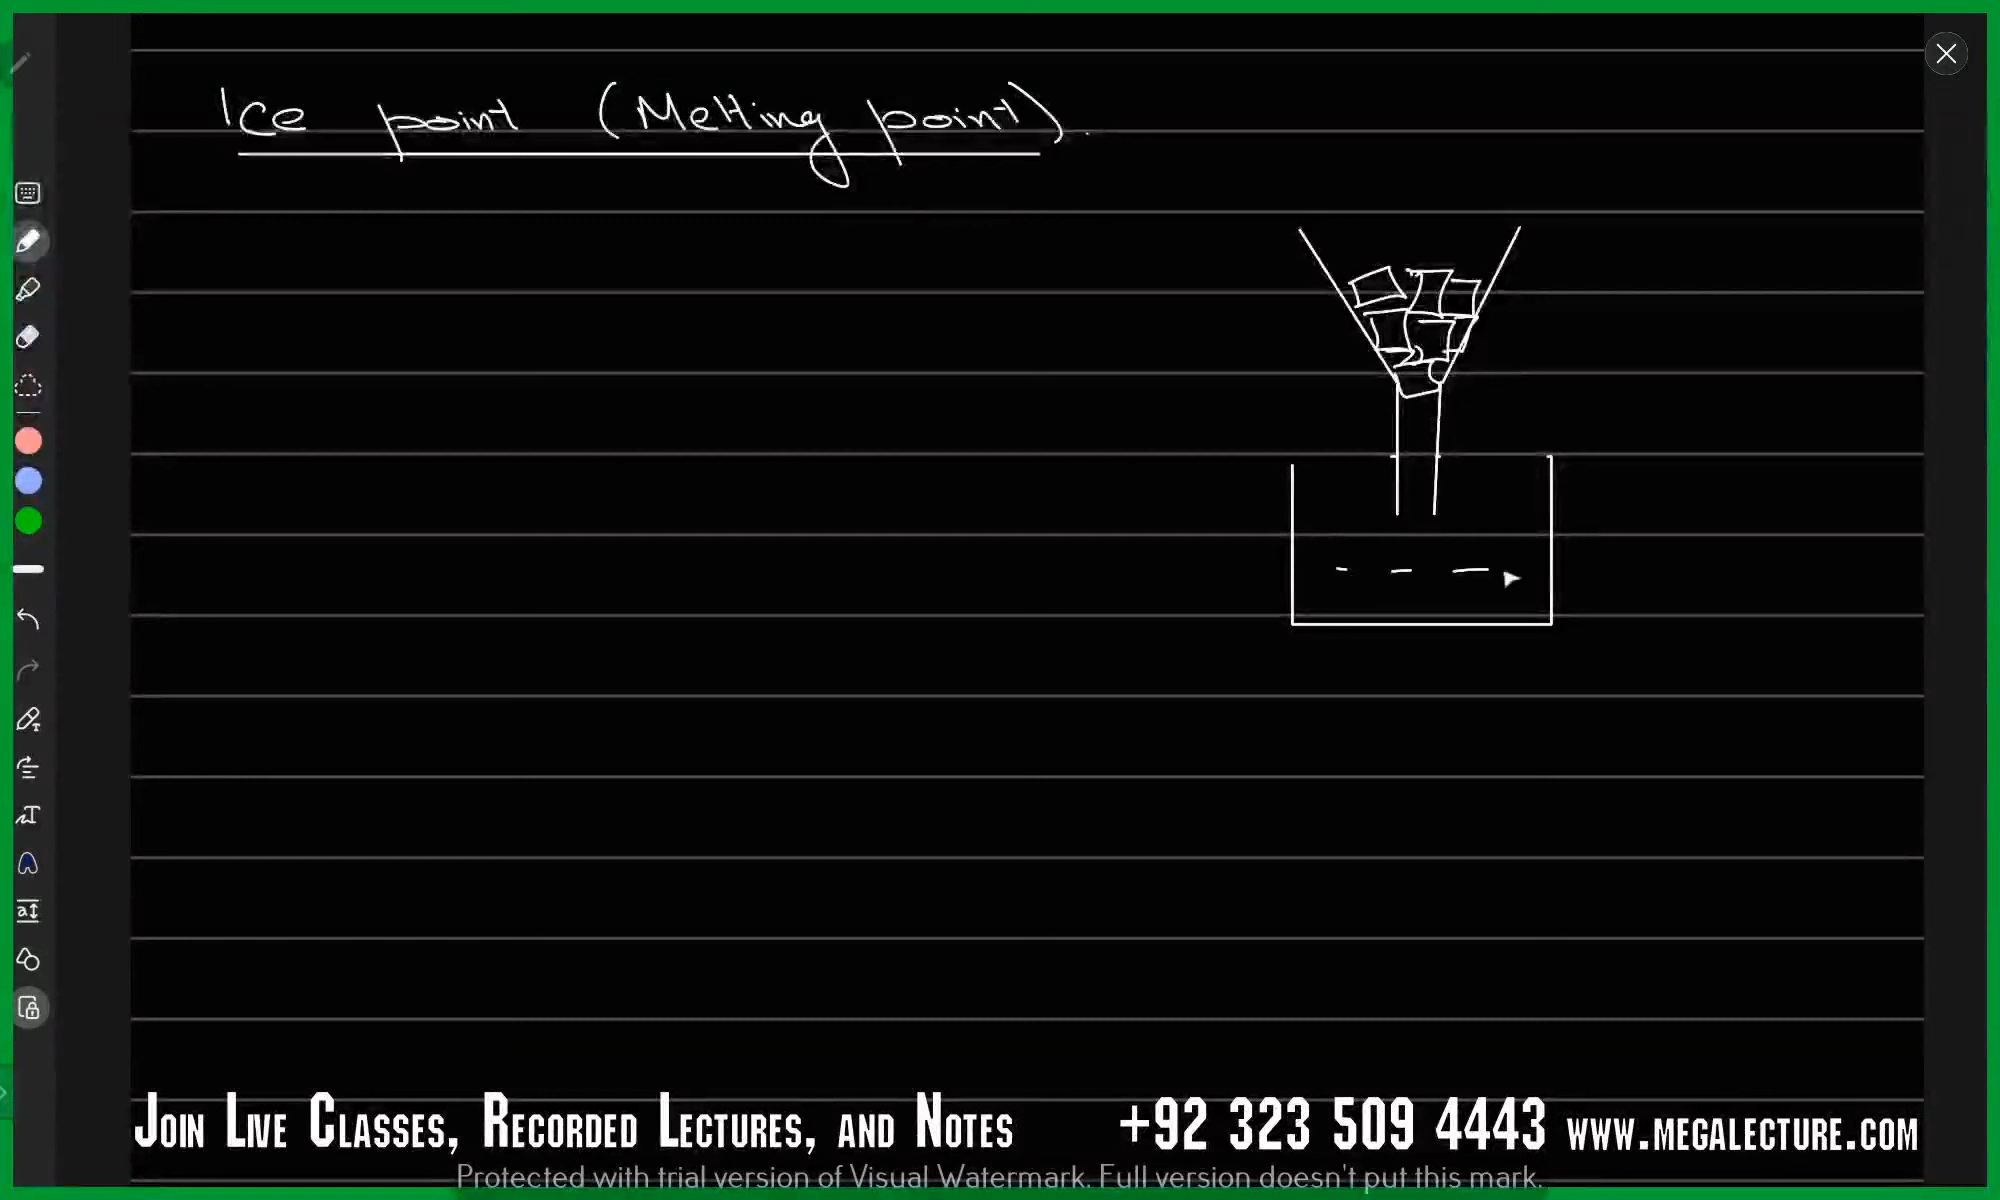 Ice point (Melting point).
Join Live Classes, Recorded Lectures, and Notes +92 323 509 4443 www.megalecture.com
Protected with trial version of Visual Watermark. Full version doesn't put this mark.